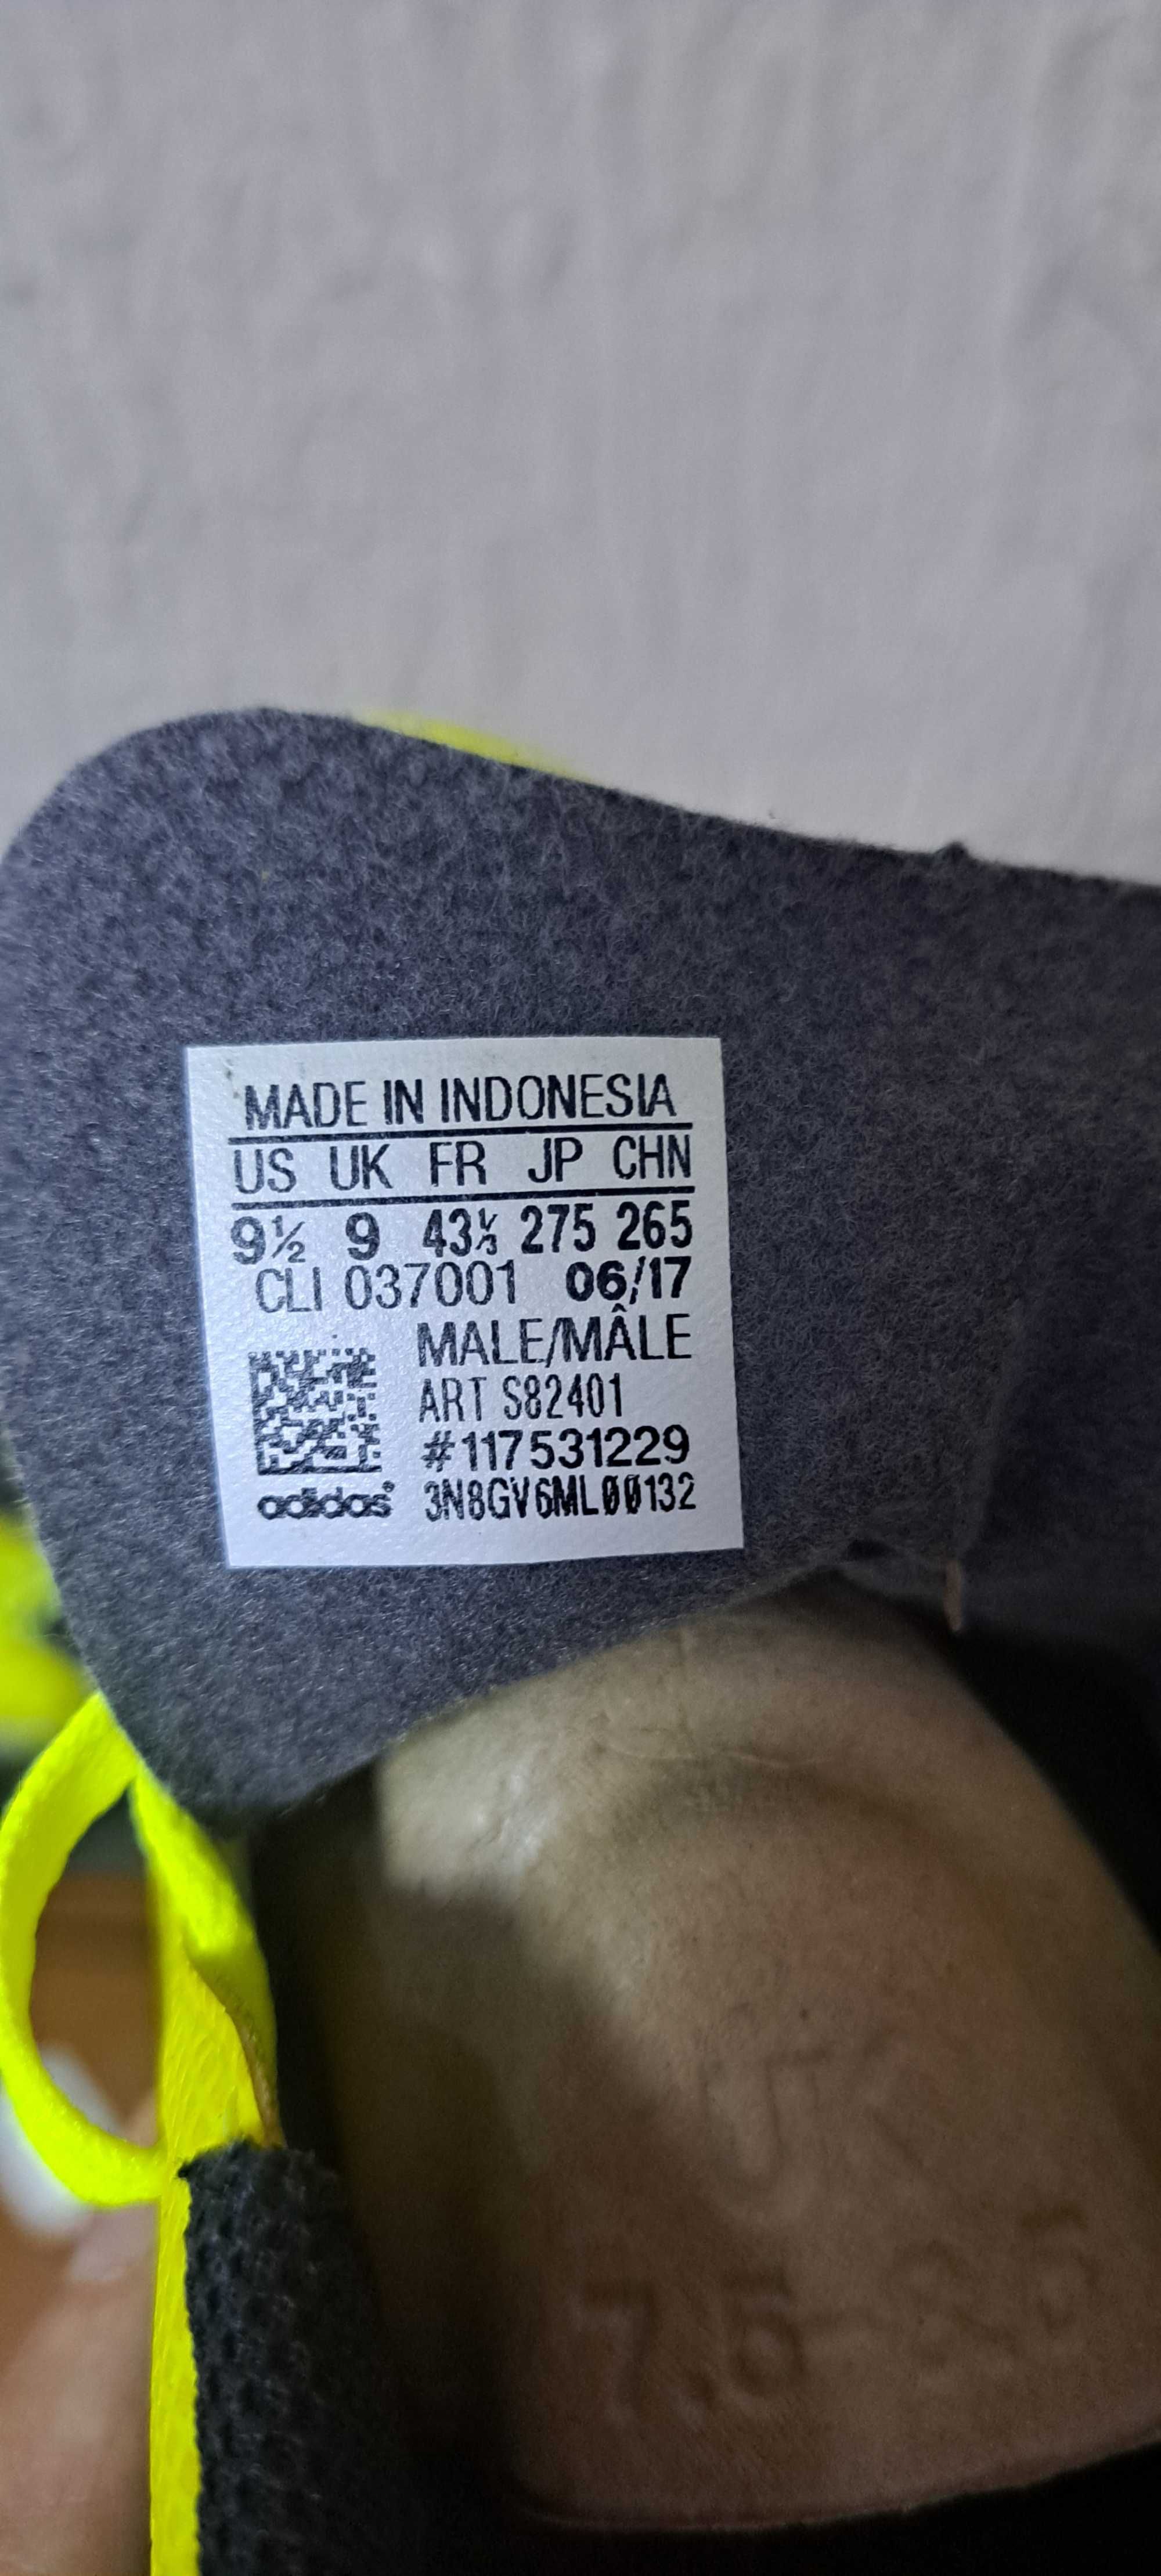 MADE IN INDONESIA
US UK FR JP CHN
9½ 9 43⅓ 275 265
CLI 037001 06/17
MALE/MÂLE
ART S82401
#117531229
adidas 3N8GV6ML00132